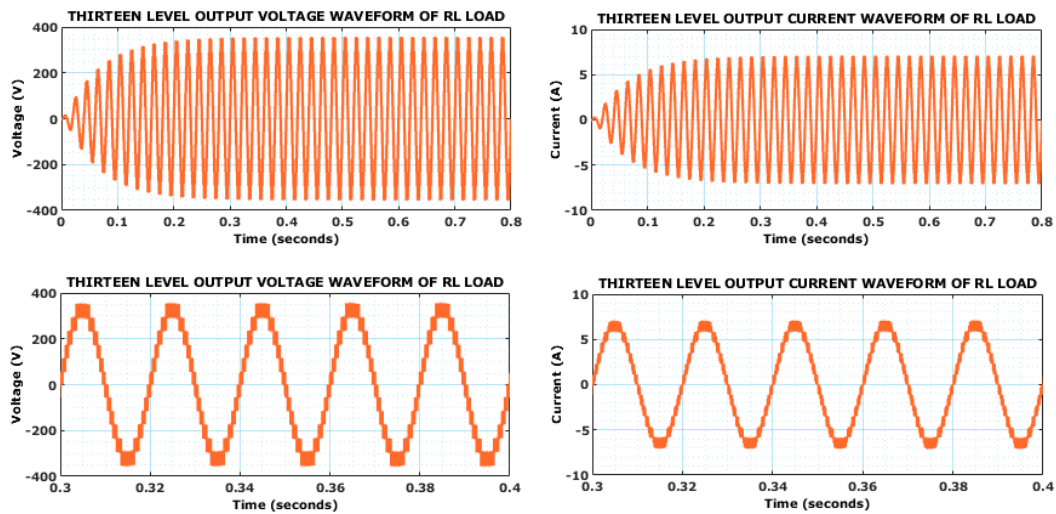 THIRTEEN LEVEL OUTPUT VOLTAGE WAVEFORM OF RL LOAD
400
200
0
-200
-400
Voltage (V)
0 0.1 0.2 0.3 0.4 0.5 0.6 0.7 0.8
Time (seconds)
THIRTEEN LEVEL OUTPUT CURRENT WAVEFORM OF RL LOAD
10
5
0
-5
-10
Current (A)
0 0.1 0.2 0.3 0.4 0.5 0.6 0.7 0.8
Time (seconds)
THIRTEEN LEVEL OUTPUT VOLTAGE WAVEFORM OF RL LOAD
400
200
0
-200
-400
Voltage (V)
0.3 0.32 0.34 0.36 0.38 0.4
Time (seconds)
THIRTEEN LEVEL OUTPUT CURRENT WAVEFORM OF RL LOAD
10
5
0
-5
-10
Current (A)
0.3 0.32 0.34 0.36 0.38 0.4
Time (seconds)